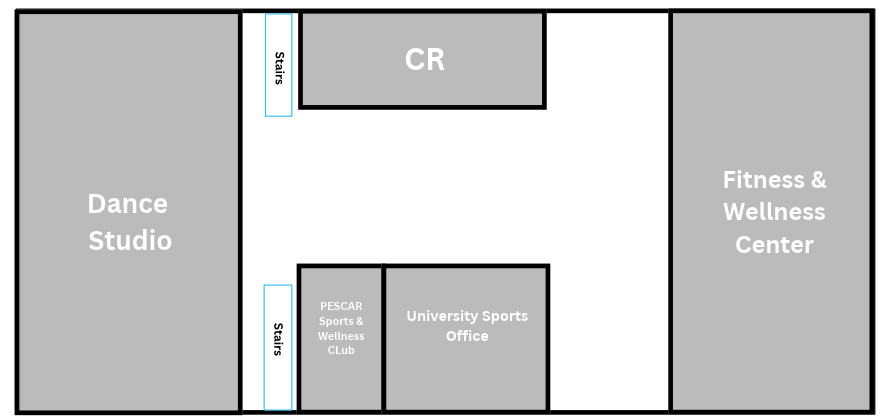 Stairs
CR
Dance
Studio
Fitness &
Wellness
Center
Stairs
PESCAR
Sports &
Wellness
CLub
University Sports
Office